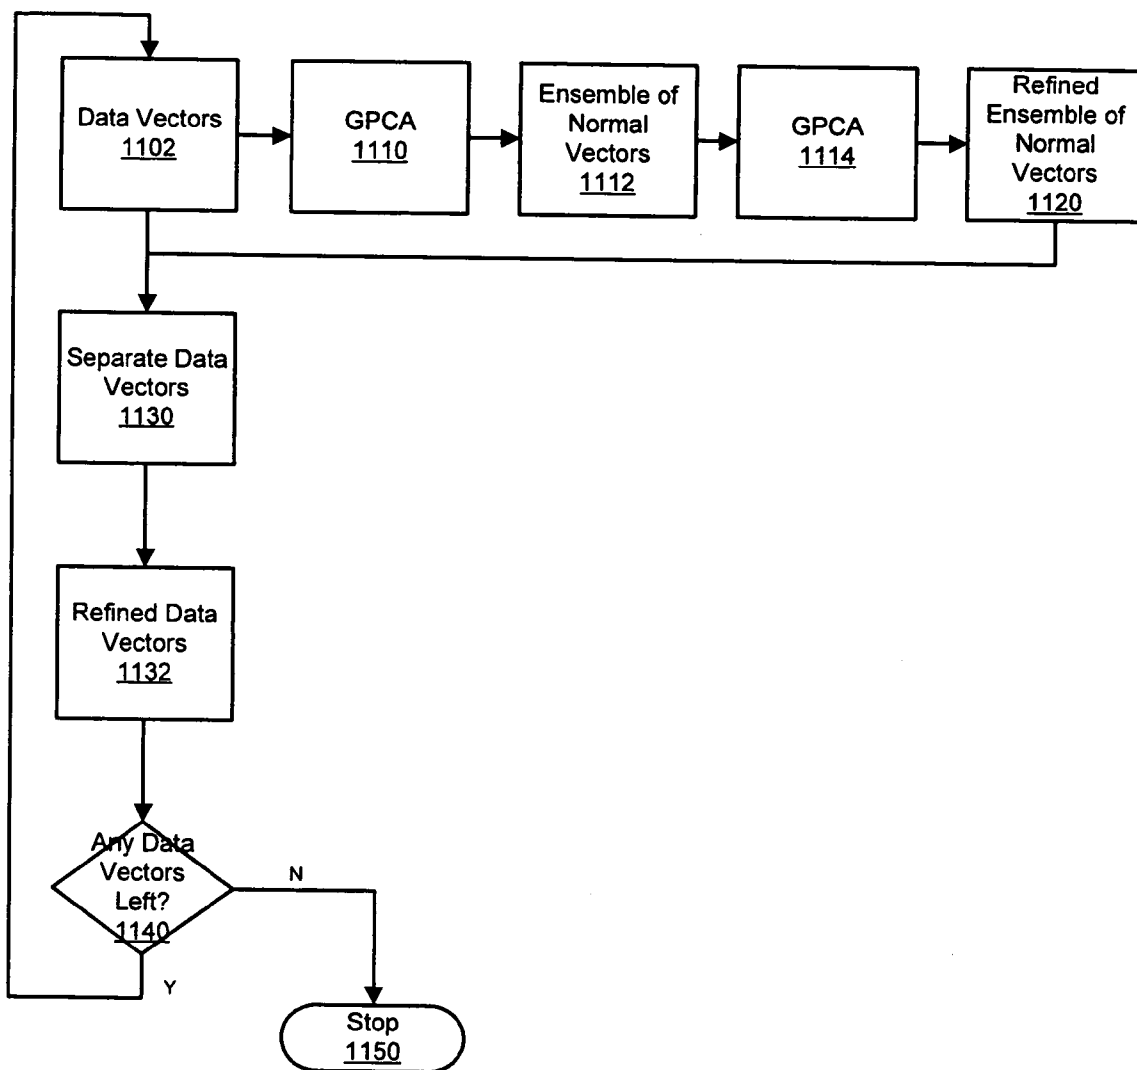 Data Vectors
1102
GPCA
1110
Ensemble of
Normal
Vectors
1112
GPCA
1114
Refined
Ensemble of
Normal
Vectors
1120
Separate Data
Vectors
1130
Refined Data
Vectors
1132
Any Data
Vectors
Left?
1140
N
Y
Stop
1150